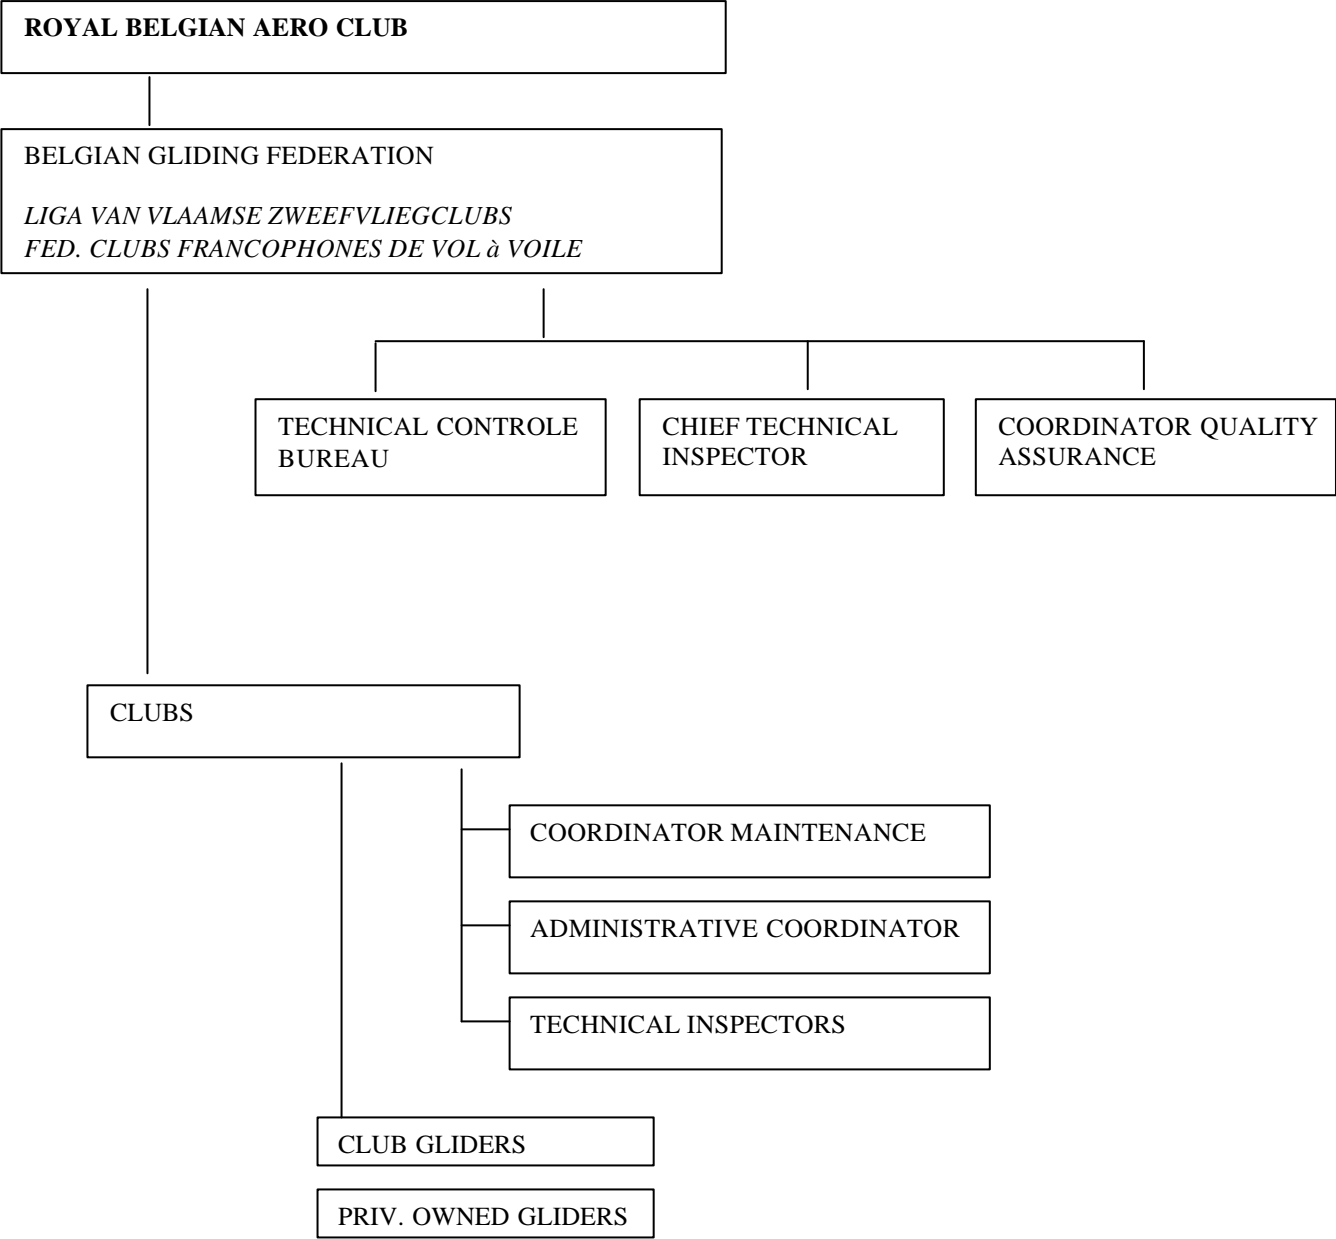 ROYAL BELGIAN AERO CLUB
BELGIAN GLIDING FEDERATION
LIGA VAN VLAAMSE ZWEEFVLIEGCLUBS
FED. CLUBS FRANCOPHONES DE VOL à VOILE
TECHNICAL CONTROLE
BUREAU
CHIEF TECHNICAL
INSPECTOR
COORDINATOR QUALITY
ASSURANCE
CLUBS
COORDINATOR MAINTENANCE
ADMINISTRATIVE COORDINATOR
TECHNICAL INSPECTORS
CLUB GLIDERS
PRIV. OWNED GLIDERS